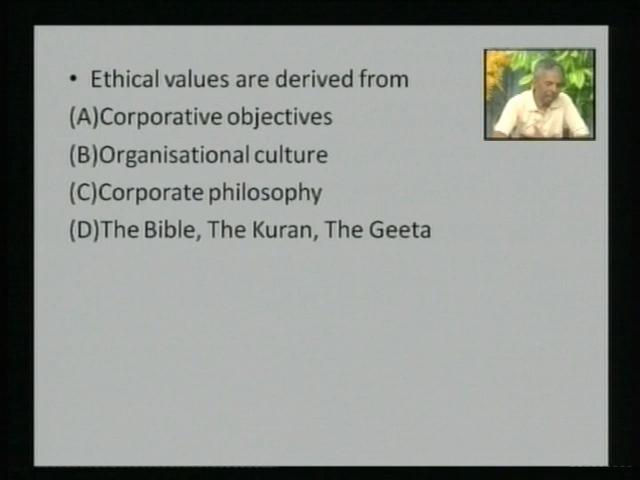 • Ethical values are derived from
(A)Corporative objectives
(B)Organisational culture
(C)Corporate philosophy
(D)The Bible, The Kuran, The Geeta